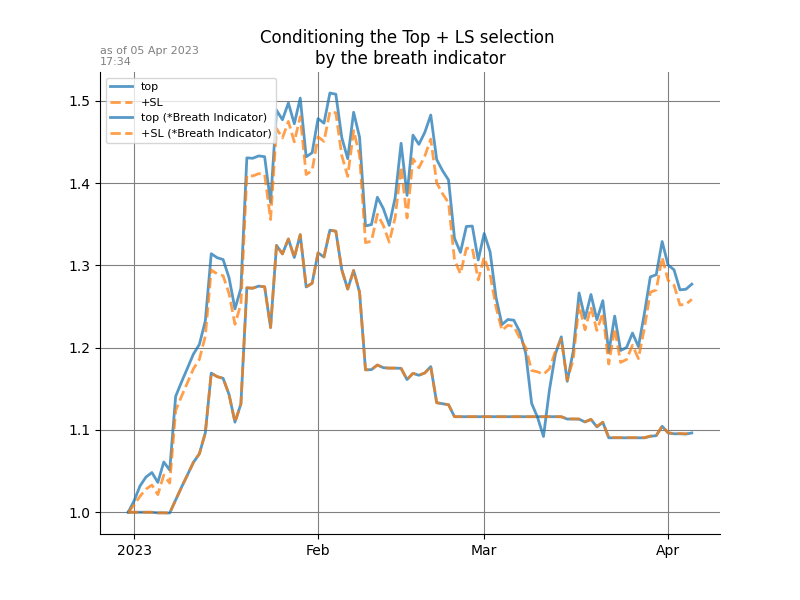 Conditioning the Top + LS selection
by the breath indicator
as of 05 Apr 2023
17:34
top
+SL
top (*Breath Indicator)
+SL (*Breath Indicator)
1.5
1.4
1.3
1.2
1.1
1.0
2023 Feb Mar Apr